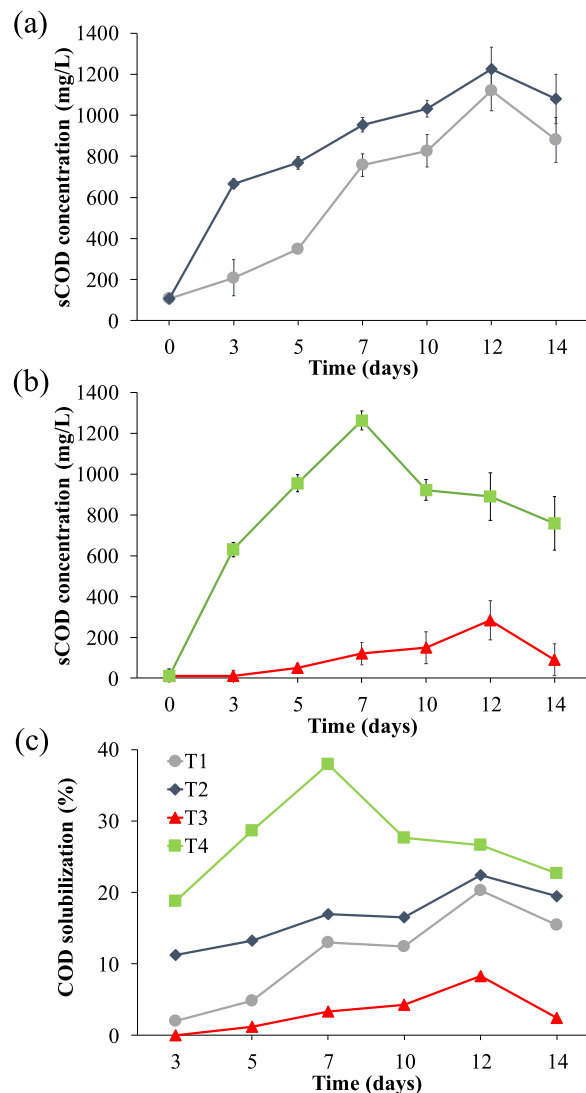 (a)
sCOD concentration (mg/L)
1400
1200
1000
800
600
400
200
0
0 3 5 7 10 12 14
Time (days)
(b)
sCOD concentration (mg/L)
1400
1200
1000
800
600
400
200
0
0 3 5 7 10 12 14
Time (days)
(c)
COD solubilization (%)
40
30
20
10
0
T1
T2
T3
T4
3 5 7 10 12 14
Time (days)